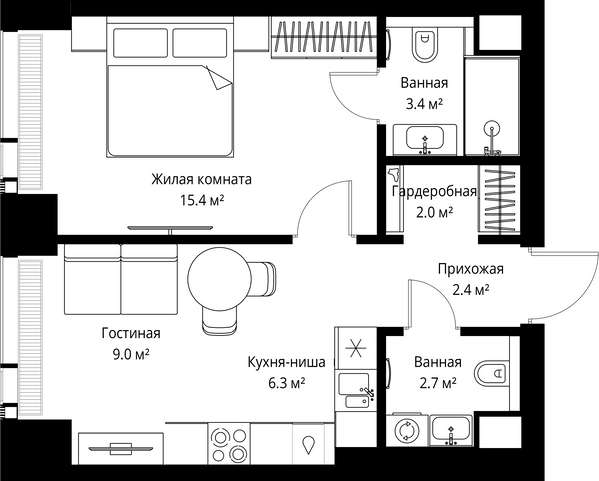 Ванная
3.4 м²
Жилая комната
15.4 м²
Гардеробная
2.0 м²
Прихожая
2.4 м²
Гостиная
9.0 м²
Кухня-ниша
6.3 м²
Ванная
2.7 м²